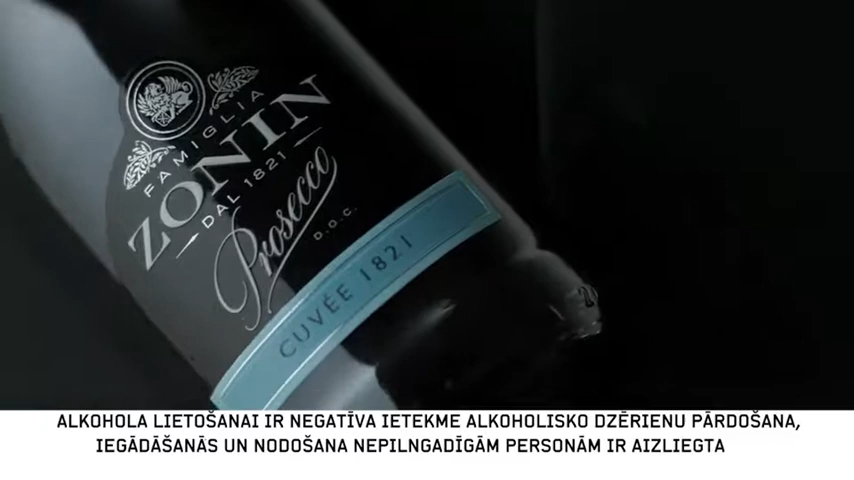 FAMIGLIA
ZONIN
DAL 1821
Prosecco
D.O.C.
CUVÉE 1821
ALKOHOLA LIETOŠANAI IR NEGATĪVA IETEKME ALKOHOLISKO DZĒRIENU PĀRDOŠANA,
IEGĀDĀŠANĀS UN NODOŠANA NEPILNGADĪGĀM PERSONĀM IR AIZLIEGTA